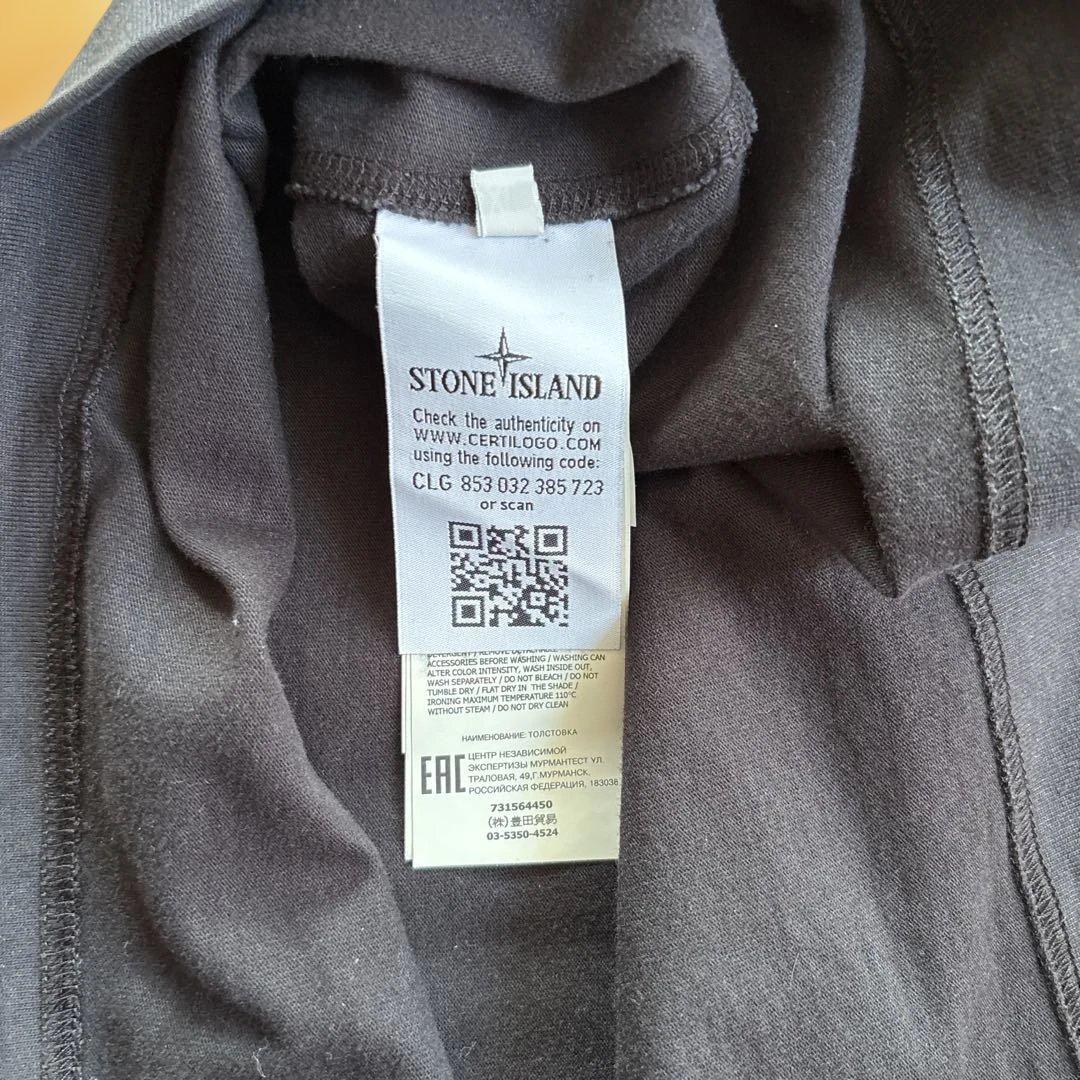 STONE ISLAND
Check the authenticity on
WWW.CERTILOGO.COM
using the following code:
CLG 853 032 385 723
or scan
DETERGENT / REMOVE DETACHABLE
ACCESSORIES BEFORE WASHING / WASHING CAN
ALTER COLOR INTENSITY, WASH INSIDE OUT,
WASH SEPARATELY / DO NOT BLEACH / DO NOT
TUMBLE DRY / FLAT DRY IN THE SHADE /
IRONING MAXIMUM TEMPERATURE 110°C
WITHOUT STEAM / DO NOT DRY CLEAN
НАИМЕНОВАНИЕ: ТОЛСТОВКА
EAC
ЦЕНТР НЕЗАВИСИМОЙ
ЭКСПЕРТИЗЫ МУРМАНТЕСТ УЛ.
ТРАЛОВАЯ, 49,Г.МУРМАНСК,
РОССИЙСКАЯ ФЕДЕРАЦИЯ, 183038
731564450
(株)豊田貿易
03-5350-4524